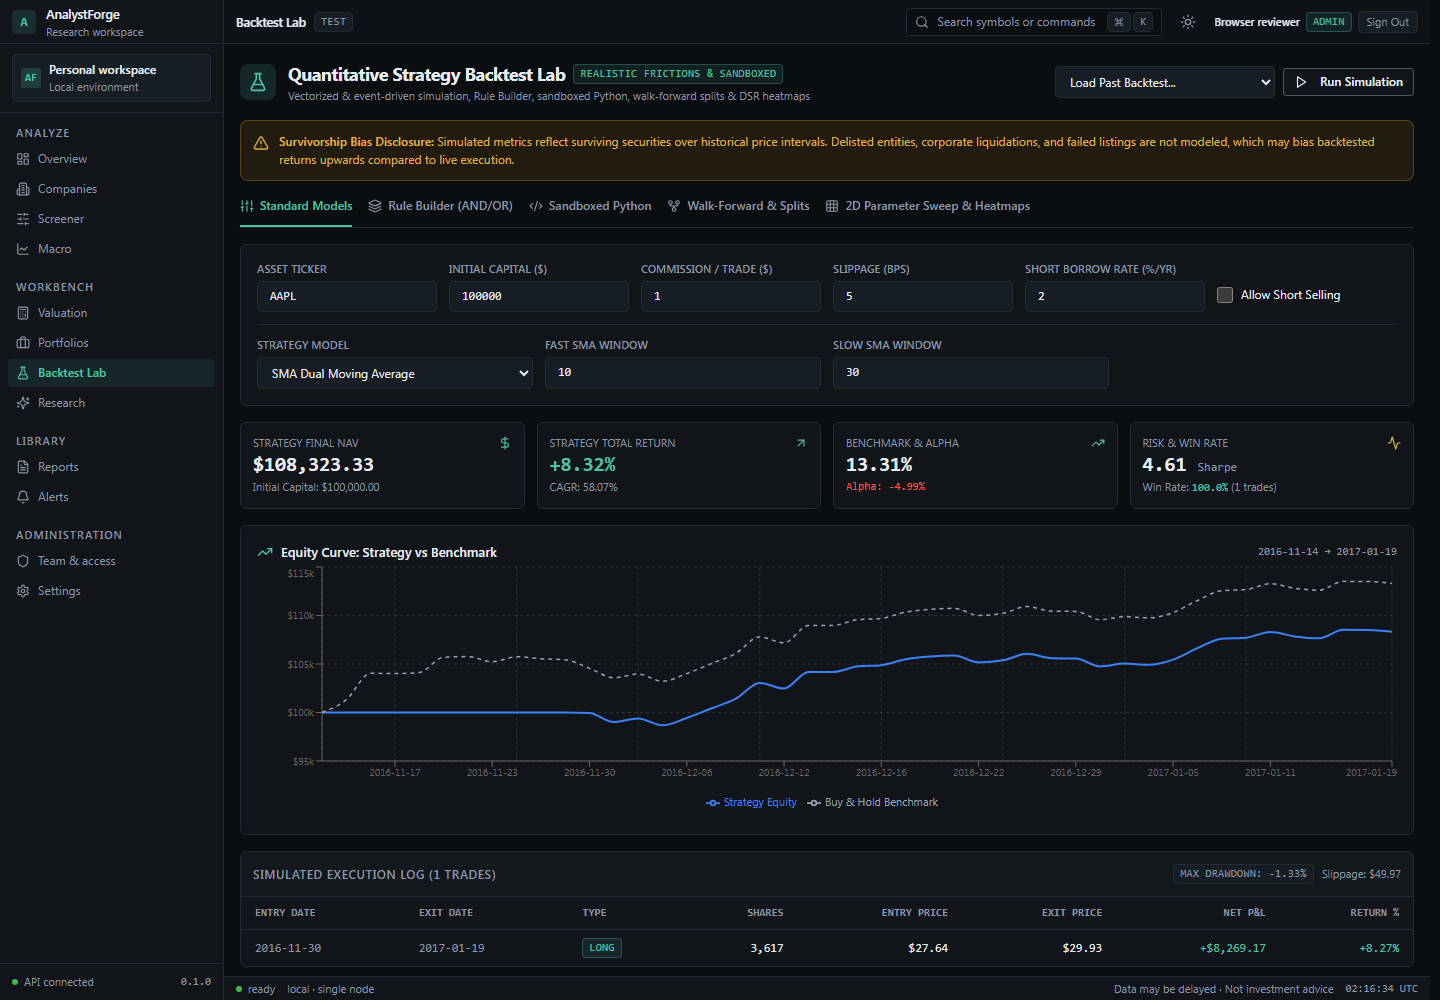 A
AnalystForge
Research workspace
Backtest Lab
TEST
Search symbols or commands
⌘
K
Browser reviewer
ADMIN
Sign Out
AF
Personal workspace
Local environment
ANALYZE
Overview
Companies
Screener
Macro
WORKBENCH
Valuation
Portfolios
Backtest Lab
Research
LIBRARY
Reports
Alerts
ADMINISTRATION
Team & access
Settings
API connected
0.1.0
Quantitative Strategy Backtest Lab
REALISTIC FRICTIONS & SANDBOXED
Vectorized & event-driven simulation, Rule Builder, sandboxed Python, walk-forward splits & DSR heatmaps
Load Past Backtest...
Run Simulation
Survivorship Bias Disclosure: Simulated metrics reflect surviving securities over historical price intervals. Delisted entities, corporate liquidations, and failed listings are not modeled, which may bias backtested
returns upwards compared to live execution.
Standard Models
Rule Builder (AND/OR)
Sandboxed Python
Walk-Forward & Splits
2D Parameter Sweep & Heatmaps
ASSET TICKER
INITIAL CAPITAL ($)
COMMISSION / TRADE ($)
SLIPPAGE (BPS)
SHORT BORROW RATE (%/YR)
AAPL
100000
1
5
2
Allow Short Selling
STRATEGY MODEL
FAST SMA WINDOW
SLOW SMA WINDOW
SMA Dual Moving Average
10
30
STRATEGY FINAL NAV
$108,323.33
Initial Capital: $100,000.00
STRATEGY TOTAL RETURN
+8.32%
CAGR: 58.07%
BENCHMARK & ALPHA
13.31%
Alpha: -4.99%
RISK & WIN RATE
4.61 Sharpe
Win Rate: 100.0% (1 trades)
Equity Curve: Strategy vs Benchmark
2016-11-14 → 2017-01-19
$115k
$110k
$105k
$100k
$95k
2016-11-17
2016-11-23
2016-11-30
2016-12-06
2016-12-12
2016-12-16
2016-12-22
2016-12-29
2017-01-05
2017-01-11
2017-01-19
Strategy Equity
Buy & Hold Benchmark
SIMULATED EXECUTION LOG (1 TRADES)
MAX DRAWDOWN: -1.33%
Slippage: $49.97
ENTRY DATE
EXIT DATE
TYPE
SHARES
ENTRY PRICE
EXIT PRICE
NET P&L
RETURN %
2016-11-30
2017-01-19
LONG
3,617
$27.64
$29.93
+$8,269.17
+8.27%
ready
local · single node
Data may be delayed · Not investment advice
02:16:34 UTC